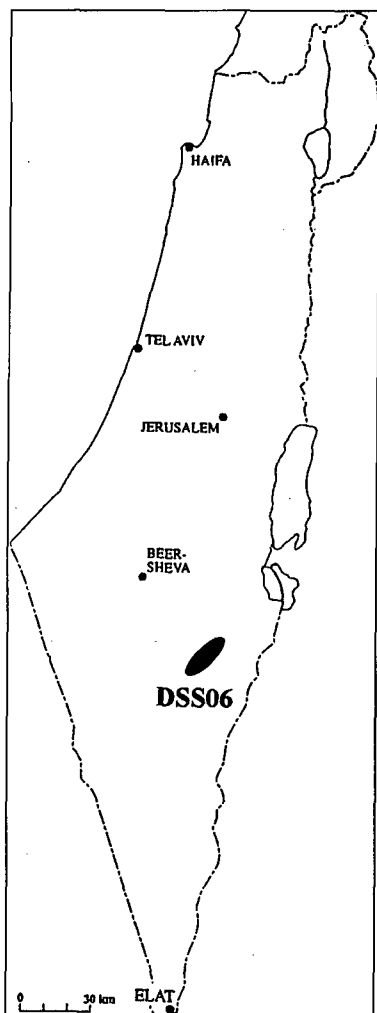 HAIFA
TEL AVIV
JERUSALEM
BEER-
SHEVA
DSS06
0 30 km
ELAT